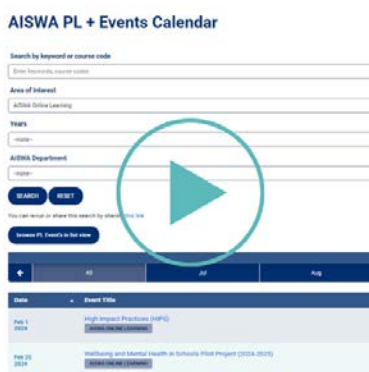 AISWA PL + Events Calendar
Search by keyword or course code
Enter keywords, course codes
Area of Interest
AISWA Online Learning
Years
-none-
AISWA Department
-none-
SEARCH RESET
You can rerun or share this search by sharing this link
browse PL Events in list view
All Jul Aug
Date Event Title
Feb 1 High Impact Practices (HIPS)
2024 AISWA ONLINE LEARNING
Feb 23 Wellbeing and Mental Health in Schools Pilot Project (2024-2025)
2024 AISWA ONLINE LEARNING